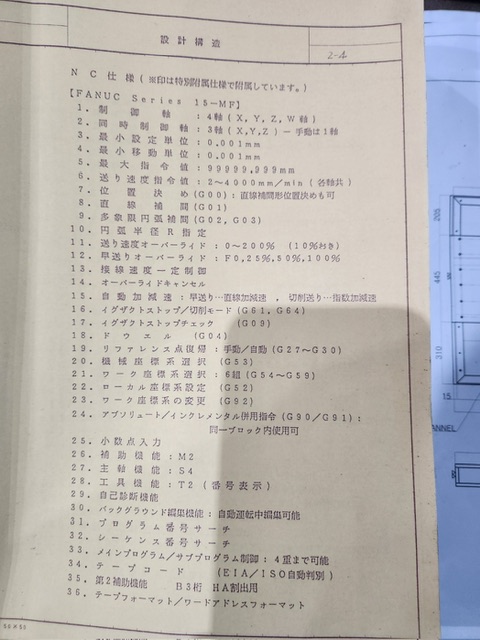 設計構造
2-4
NC仕様(※印は特別附属仕様で附属しています。)
【FANUC Series 15-MF】
1. 制御軸 : 4軸(X,Y,Z,W軸)
2. 同時制御軸 : 3軸(X,Y,Z)-手動は1軸
3. 最小設定単位 : 0.001mm
4. 最小移動単位 : 0.001mm
5. 最大指令値 : 99999.999mm
6. 送り速度指令値 : 2~4000mm/min (各軸共)
7. 位置決め(G00) : 直線補間形位置決めも可
8. 直線補間(G01)
9. 多象限円弧補間(G02, G03)
10. 円弧半径R指定
11. 送り速度オーバーライド : 0~200% (10%おき)
12. 早送りオーバーライド : F0,25%,50%,100%
13. 接線速度一定制御
14. オーバーライドキャンセル
15. 自動加減速 : 早送り…直線加減速 , 切削送り…指数加減速
16. イグザクトストップ/切削モード(G61, G64)
17. イグザクトストップチェック (G09)
18. ドウェル (G04)
19. リファレンス点復帰 : 手動/自動(G27~G30)
20. 機械座標系選択 (G53)
21. ワーク座標系選択 : 6組(G54~G59)
22. ローカル座標系設定 (G52)
23. ワーク座標系の変更 (G92)
24. アブソリュート/インクレメンタル併用指令(G90/G91) :
同一ブロック内使用可
25. 小数点入力
26. 補助機能 : M2
27. 主軸機能 : S4
28. 工具機能 : T2 (番号表示)
29. 自己診断機能
30. バックグラウンド編集機能 : 自動運転中編集可能
31. プログラム番号サーチ
32. シーケンス番号サーチ
33. メインプログラム/サブプログラム制御 : 4重まで可能
34. テープコード (EIA/ISO自動判別)
35. 第2補助機能 B3桁 HA割出用
36. テープフォーマット/ワードアドレスフォーマット
205
445
310
15
ANNEL